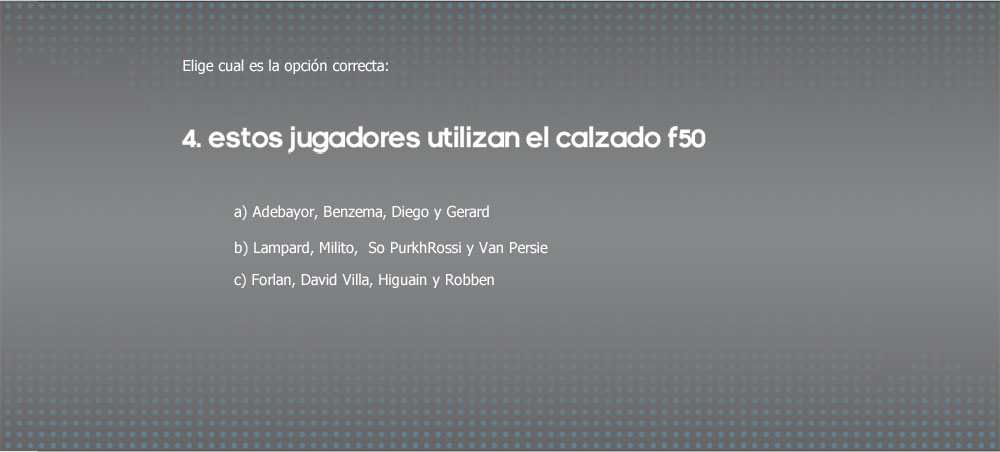 Elige cual es la opción correcta:
4. estos jugadores utilizan el calzado f50
a) Adebayor, Benzema, Diego y Gerard
b) Lampard, Milito, So PurkhRossi y Van Persie
c) Forlan, David Villa, Higuain y Robben